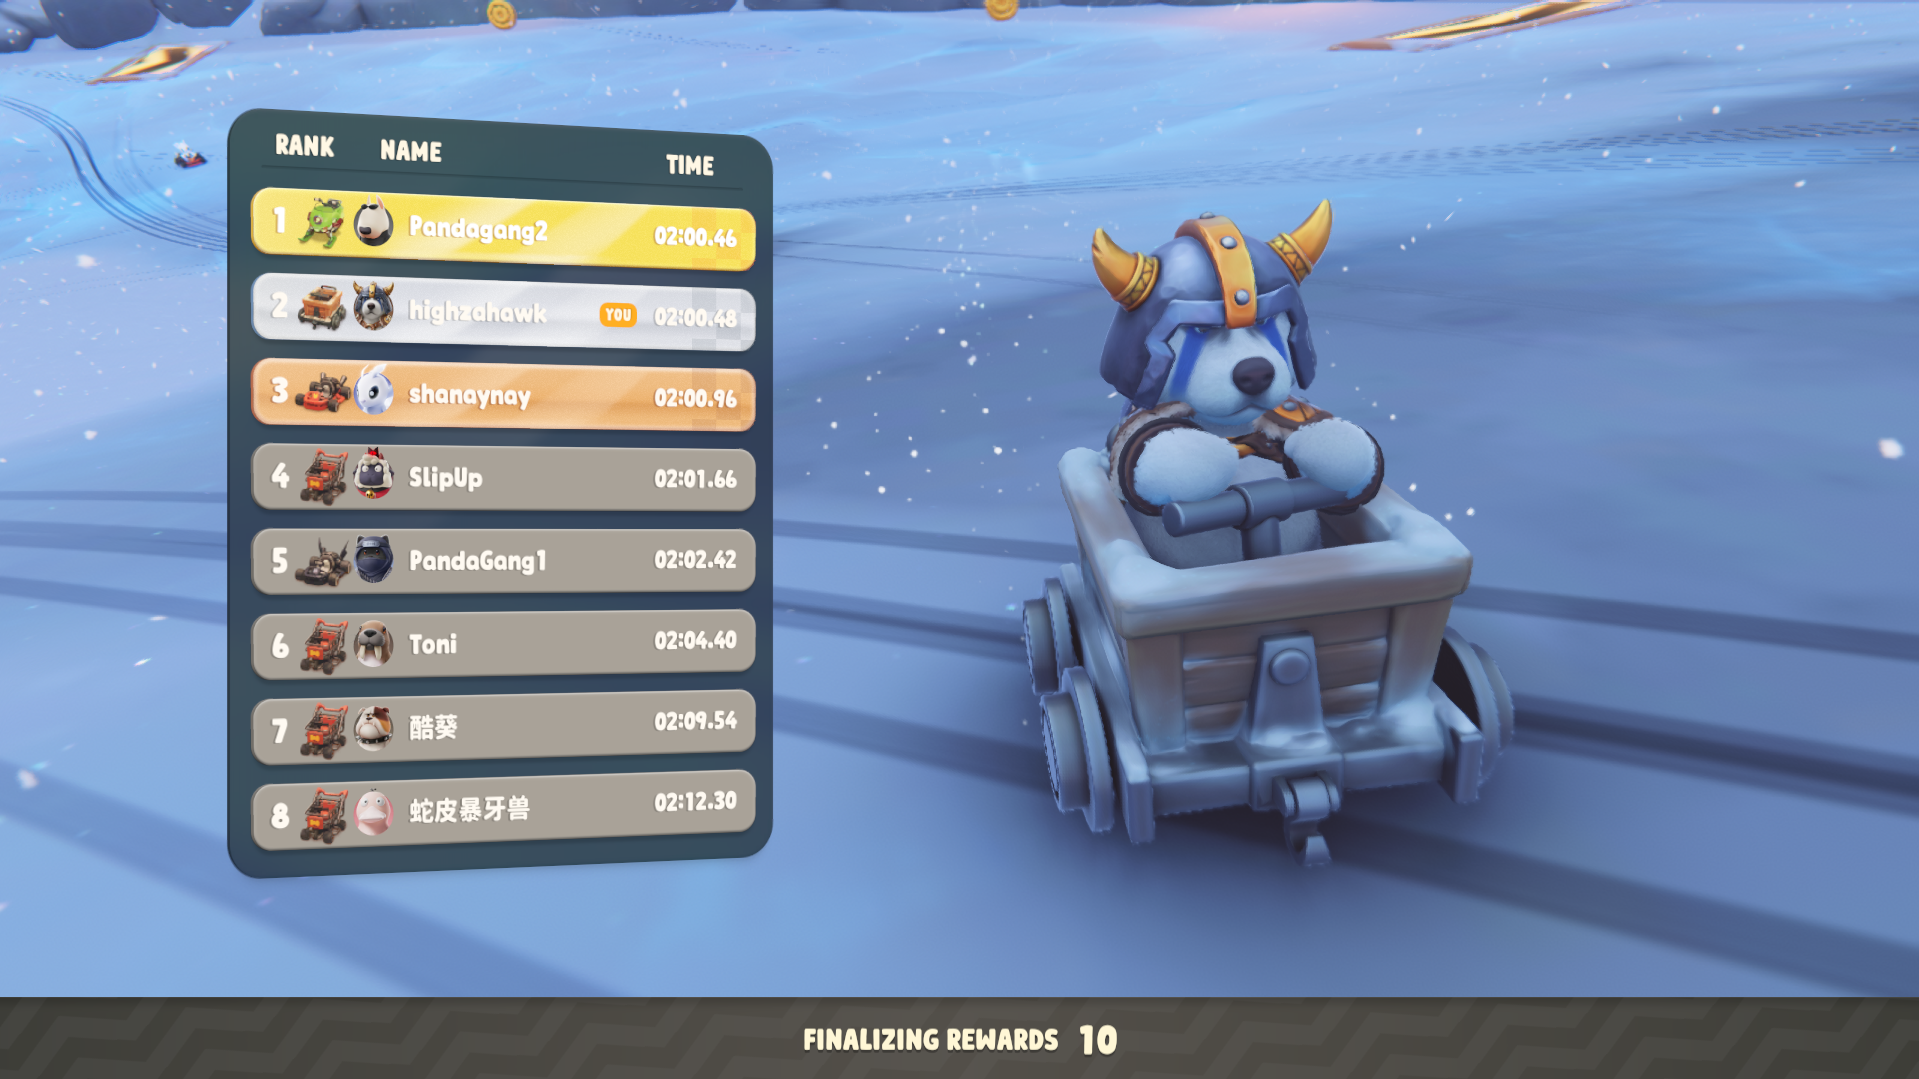 RANK NAME TIME
1 Pandagang2 02:00.46
2 highzahawk YOU 02:00.48
3 shanaynay 02:00.96
4 SlipUp 02:01.66
5 PandaGang1 02:02.42
6 Toni 02:04.40
7 酷葵 02:09.54
8 蛇皮暴牙兽 02:12.30
FINALIZING REWARDS 10